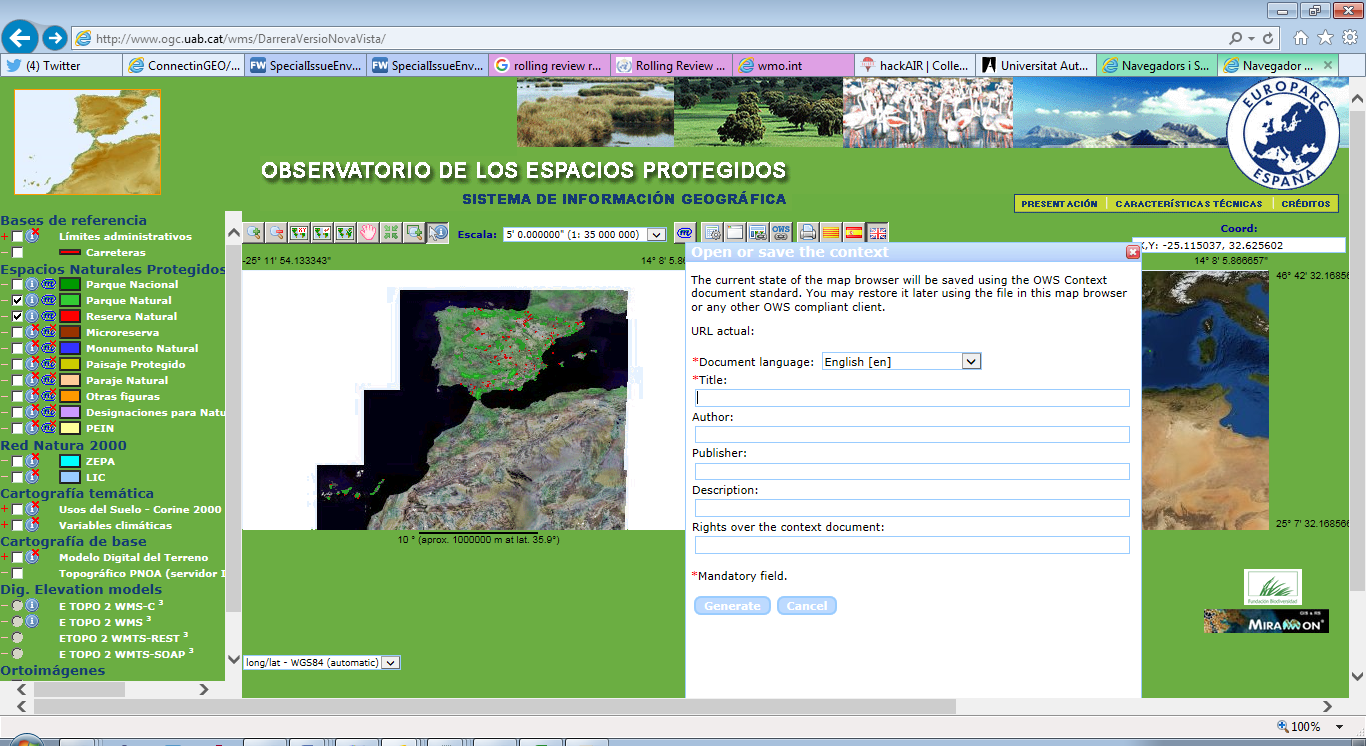 http://www.ogc.uab.cat/wms/DarreraVersioNovaVista/
(4) Twitter
ConnectinGEO/...
FW SpecialIssueEnv...
FW SpecialIssueEnv...
rolling review r...
Rolling Review ...
wmo.int
hackAIR | Colle...
Universitat Aut...
Navegadors i S...
Navegador ...
OBSERVATORIO DE LOS ESPACIOS PROTEGIDOS
SISTEMA DE INFORMACIÓN GEOGRÁFICA
EUROPARC
ESPAÑA
PRESENTACIÓN
CARACTERÍSTICAS TÉCNICAS
CRÉDITOS
Bases de referencia
Límites administrativos
Carreteras
Espacios Naturales Protegidos
Parque Nacional
Parque Natural
Reserva Natural
Microreserva
Monumento Natural
Paisaje Protegido
Paraje Natural
Otras figuras
Designaciones para Natu
PEIN
Red Natura 2000
ZEPA
LIC
Cartografía temática
Usos del Suelo - Corine 2000
Variables climáticas
Cartografía de base
Modelo Digital del Terreno
Topográfico PNOA (servidor I
Dig. Elevation models
E TOPO 2 WMS-C 3
E TOPO 2 WMS 3
ETOPO 2 WMTS-REST 3
E TOPO 2 WMTS-SOAP 3
Ortoimágenes
Escala: 5' 0.000000" (1: 35 000 000)
OWS
Coord:
X,Y: -25.115037, 32.625602
-25° 11' 54.133343"
14° 8' 5.86
14° 8' 5.866657"
46° 42' 32.16856
25° 7' 32.168566
10 ° (aprox. 1000000 m at lat. 35.9°)
long/lat - WGS84 (automatic)
Open or save the context
The current state of the map browser will be saved using the OWS Context
document standard. You may restore it later using the file in this map browser
or any other OWS compliant client.
URL actual:
*Document language: English [en]
*Title:
Author:
Publisher:
Description:
Rights over the context document:
*Mandatory field.
Generate
Cancel
Fundación Biodiversidad
GIS & RS
MIRAMON®
100%